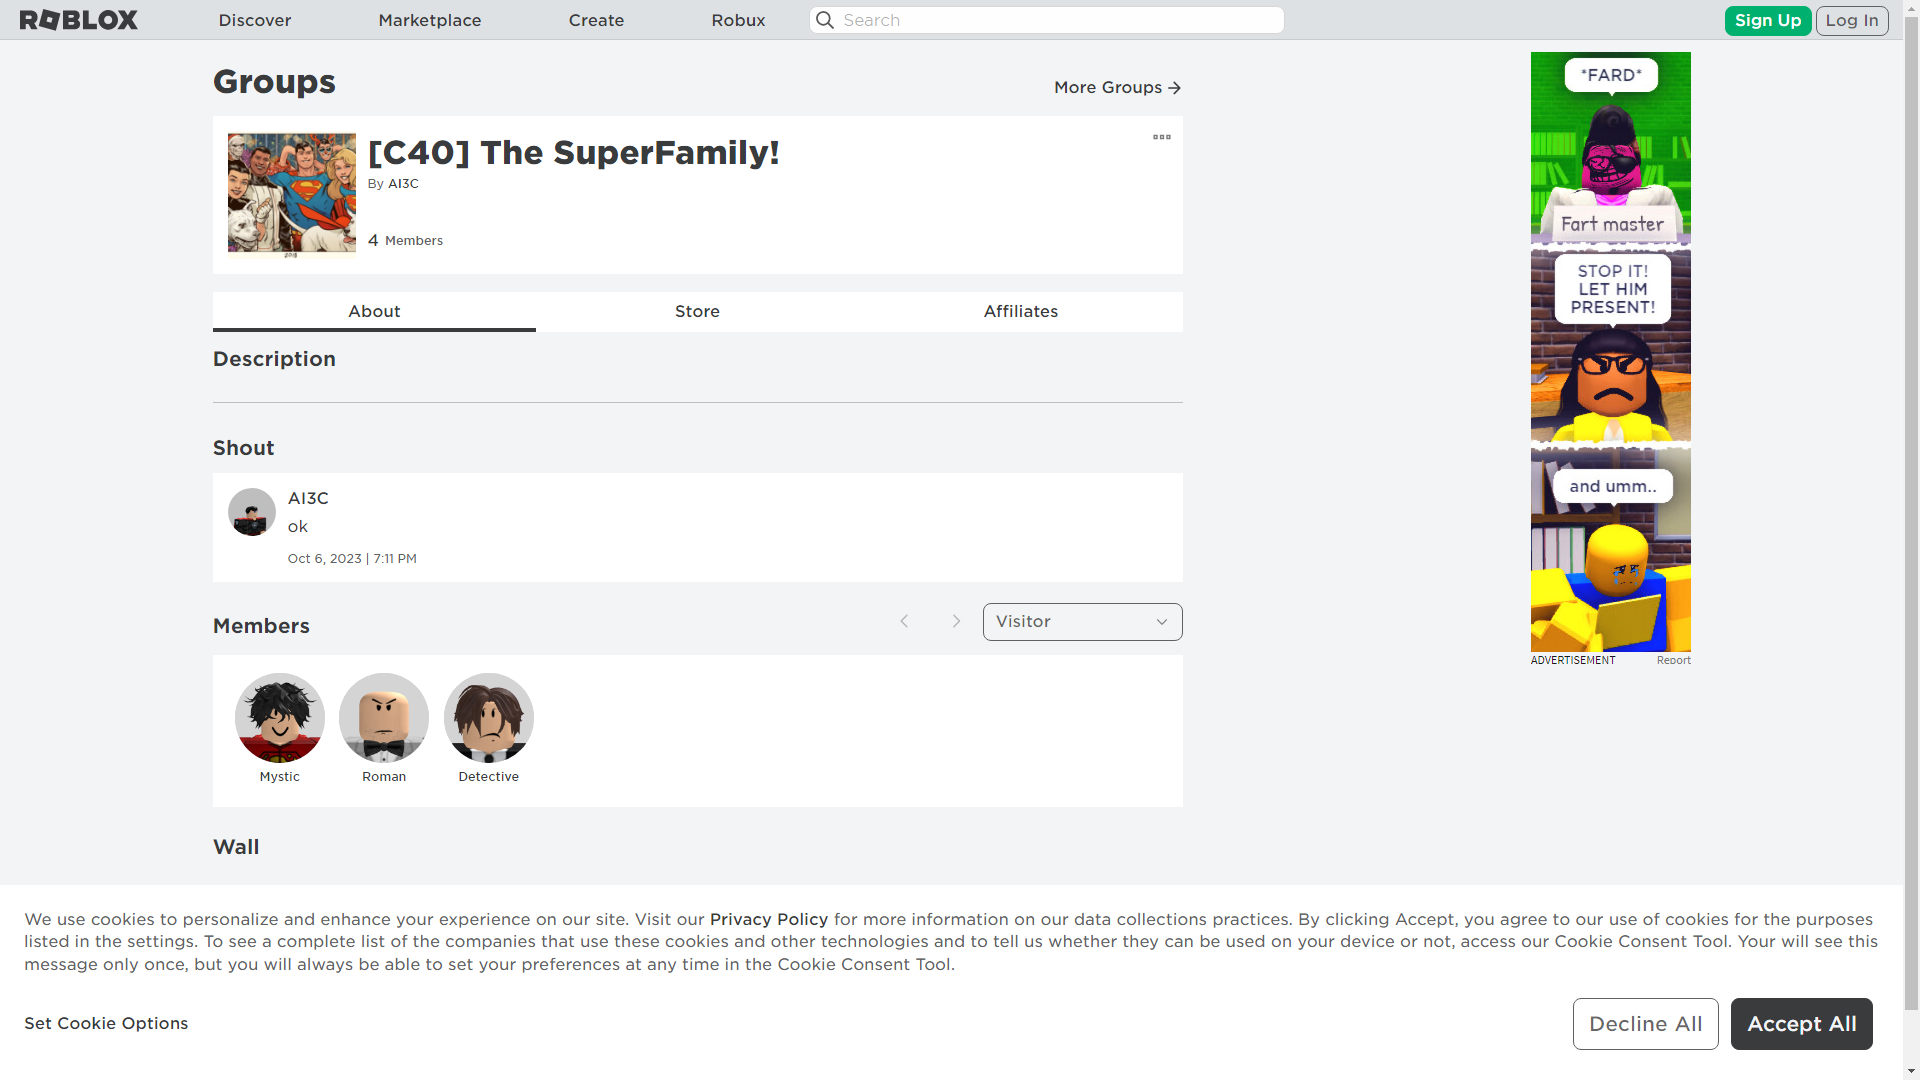 ROBLOX
Discover
Marketplace
Create
Robux
Search
Sign Up
Log In
Groups
More Groups
[C40] The SuperFamily!
By AI3C
4 Members
About
Store
Affiliates
Description
Shout
AI3C
ok
Oct 6, 2023 | 7:11 PM
Members
Visitor
Mystic
Roman
Detective
Wall
*FARD*
Fart master
STOP IT!
LET HIM
PRESENT!
and umm..
ADVERTISEMENT
Report
We use cookies to personalize and enhance your experience on our site. Visit our Privacy Policy for more information on our data collections practices. By clicking Accept, you agree to our use of cookies for the purposes
listed in the settings. To see a complete list of the companies that use these cookies and other technologies and to tell us whether they can be used on your device or not, access our Cookie Consent Tool. Your will see this
message only once, but you will always be able to set your preferences at any time in the Cookie Consent Tool.
Set Cookie Options
Decline All
Accept All